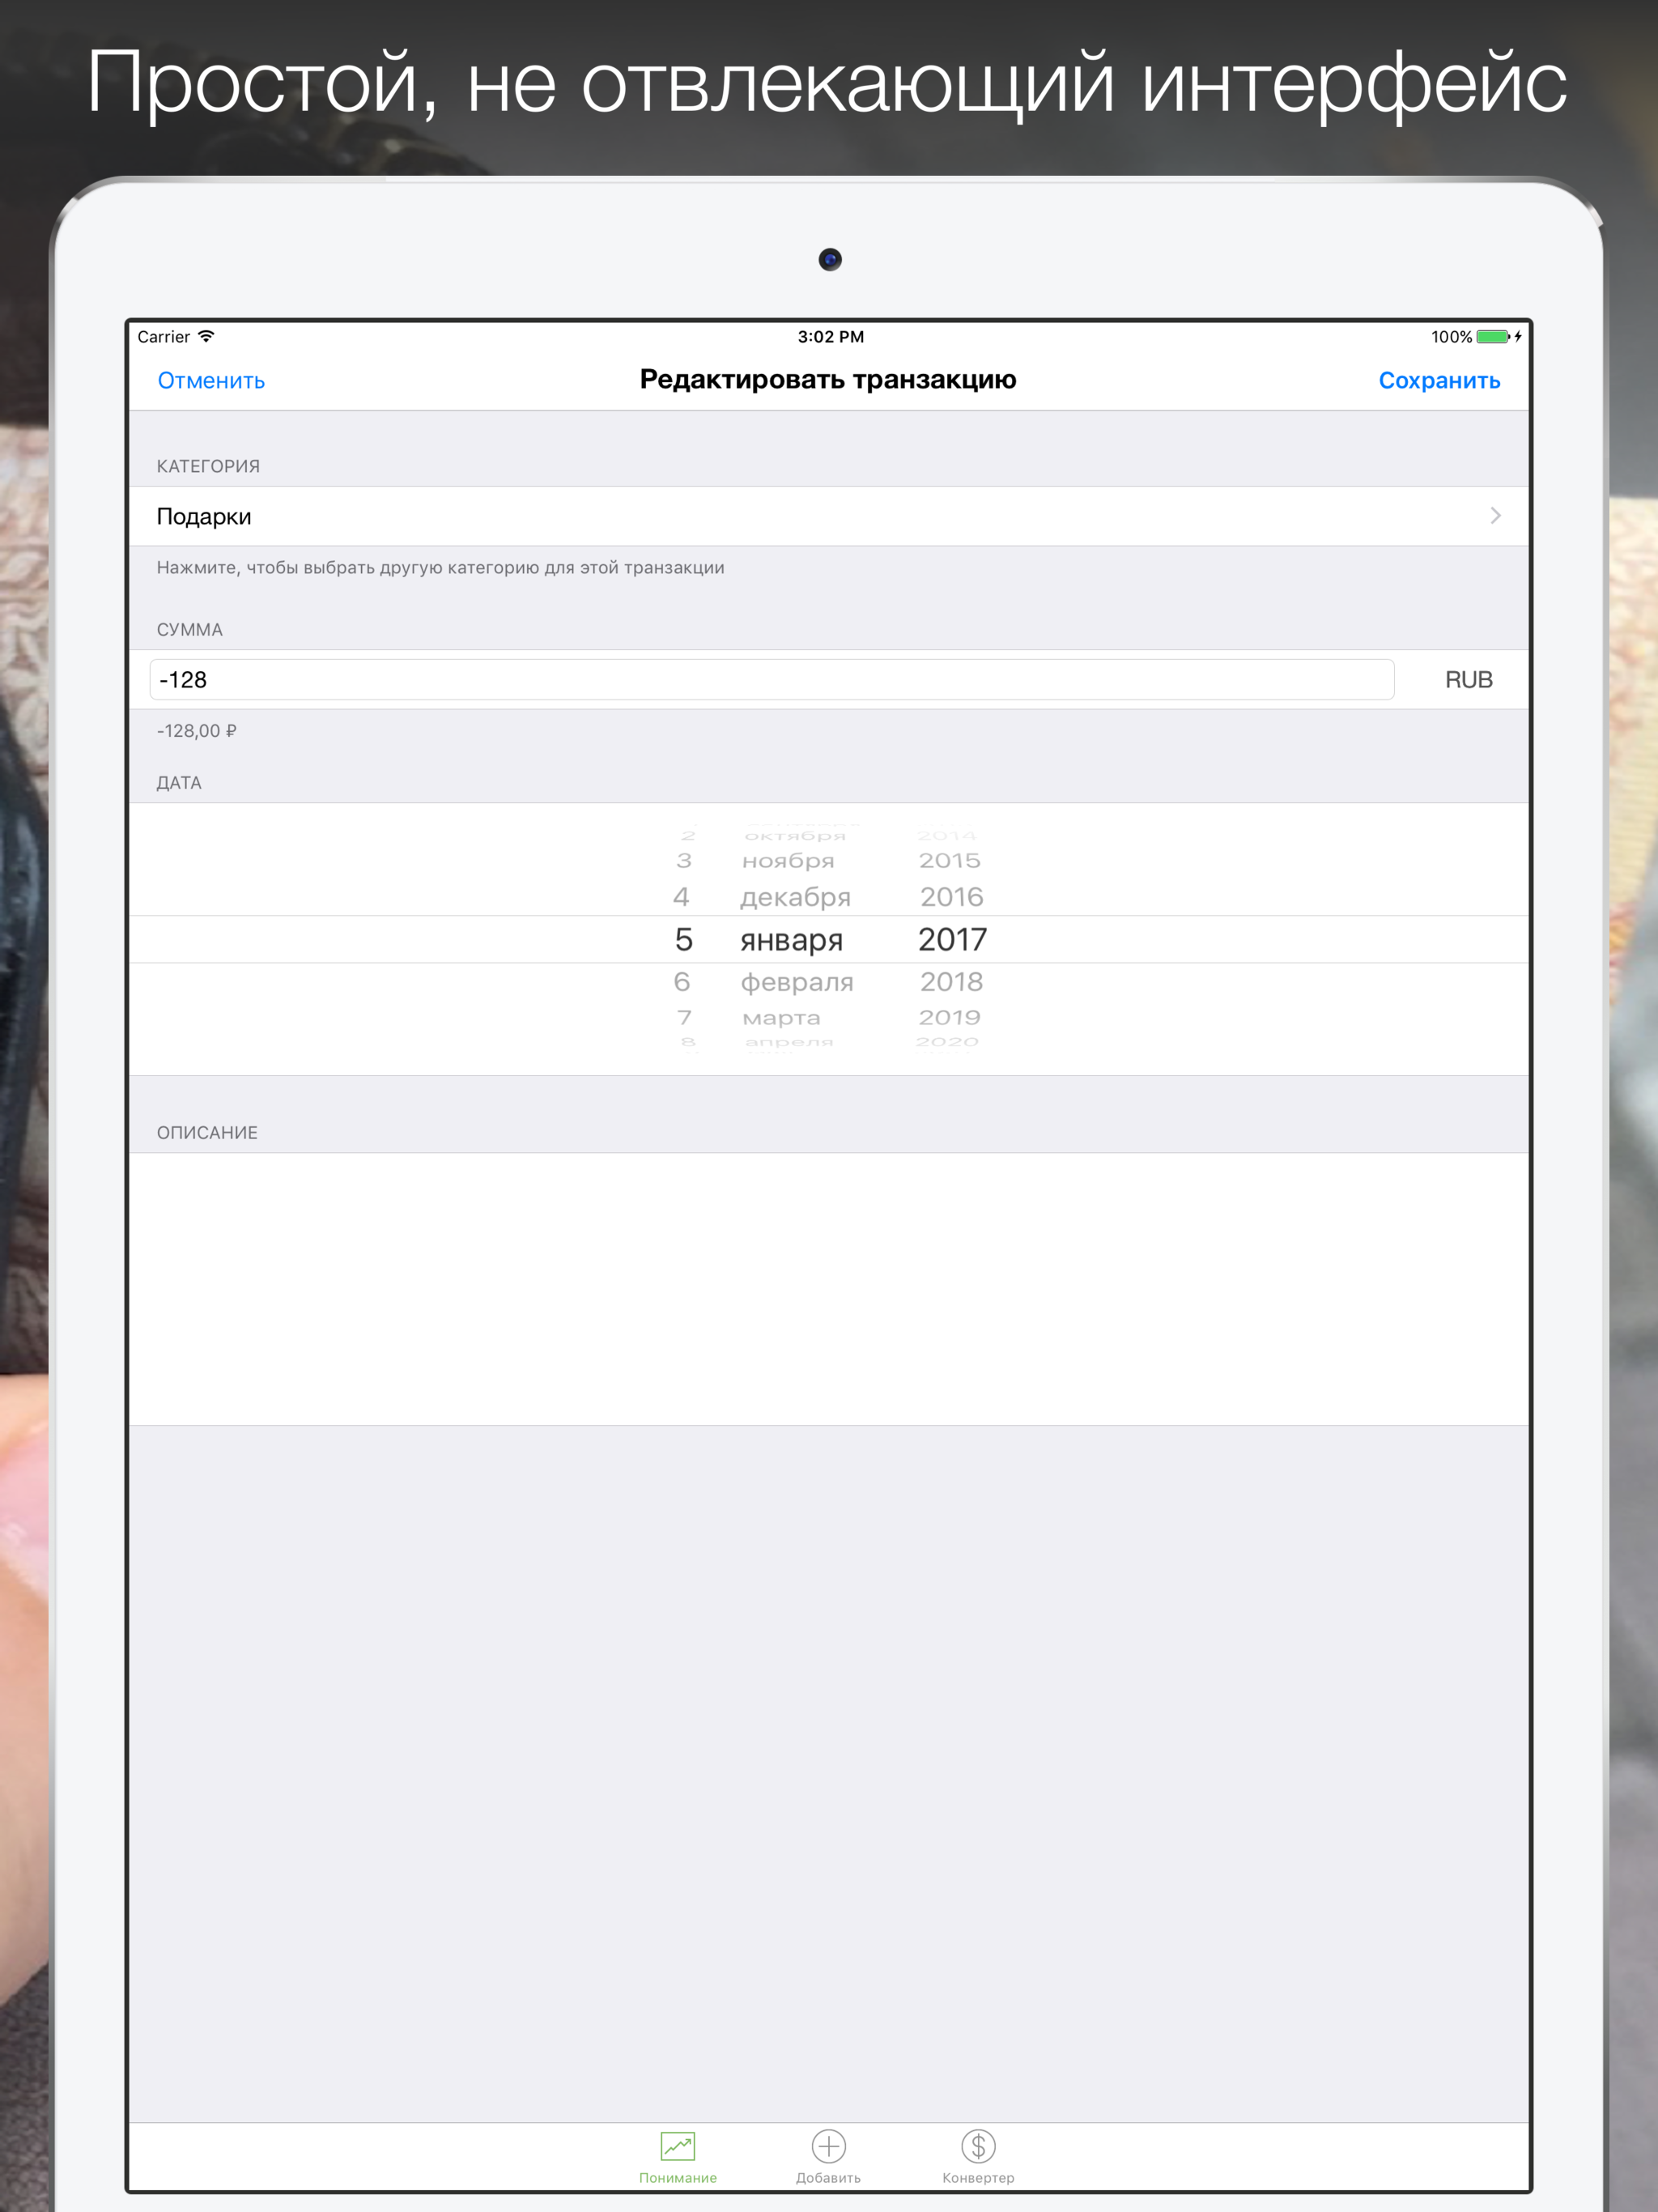 Простой, не отвлекающий интерфейс
Carrier 3:02 PM 100%
Отменить Редактировать транзакцию Сохранить
КАТЕГОРИЯ
Подарки
Нажмите, чтобы выбрать другую категорию для этой транзакции
СУММА
-128 RUB
-128,00 ₽
ДАТА
2 октября 2014
3 ноября 2015
4 декабря 2016
5 января 2017
6 февраля 2018
7 марта 2019
8 апреля 2020
ОПИСАНИЕ
Понимание Добавить Конвертер